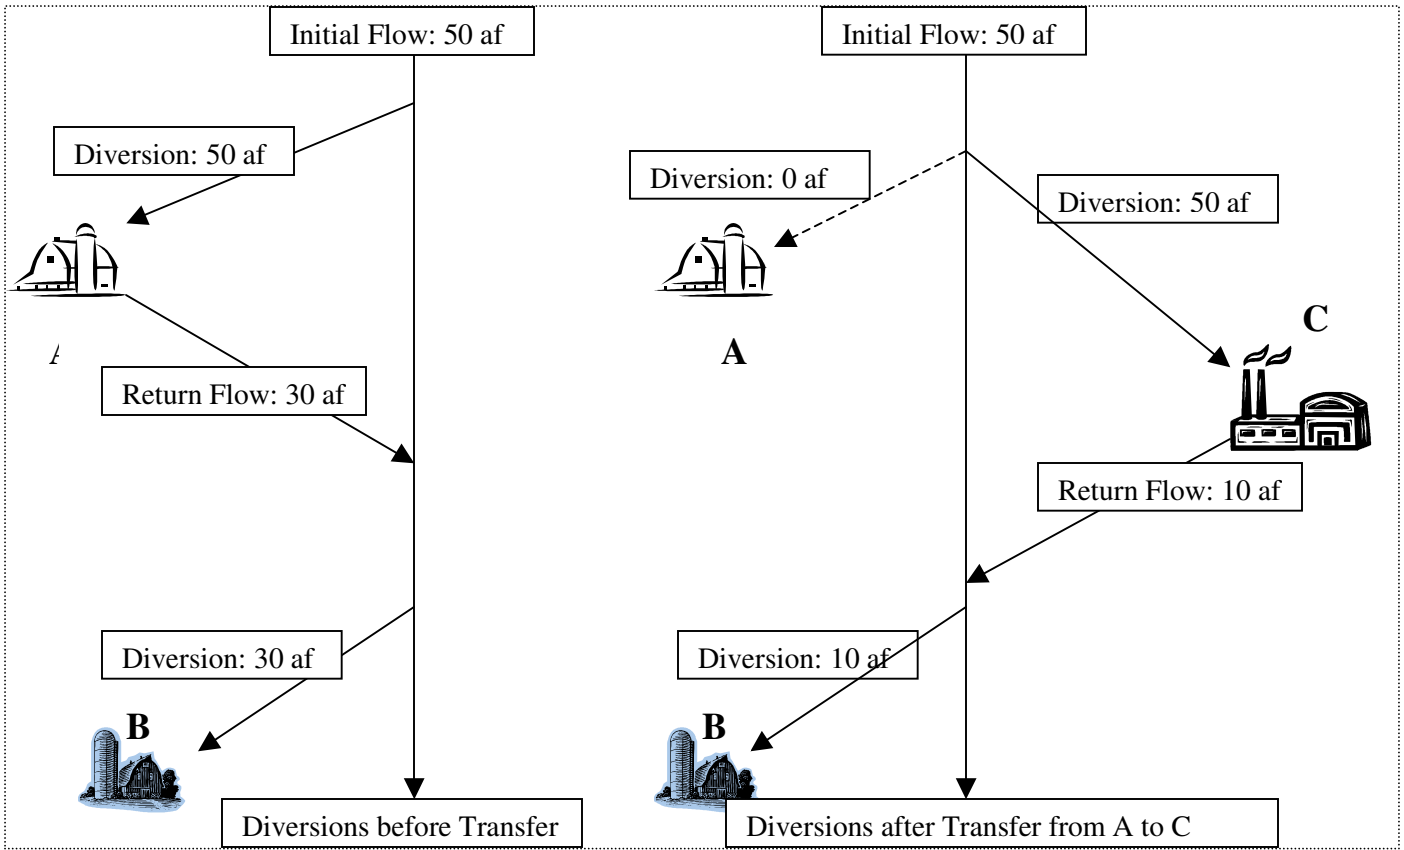 Initial Flow: 50 af
Diversion: 50 af
Return Flow: 30 af
Diversion: 30 af
B
Diversions before Transfer
Initial Flow: 50 af
Diversion: 0 af
Diversion: 50 af
A
C
Return Flow: 10 af
Diversion: 10 af
B
Diversions after Transfer from A to C